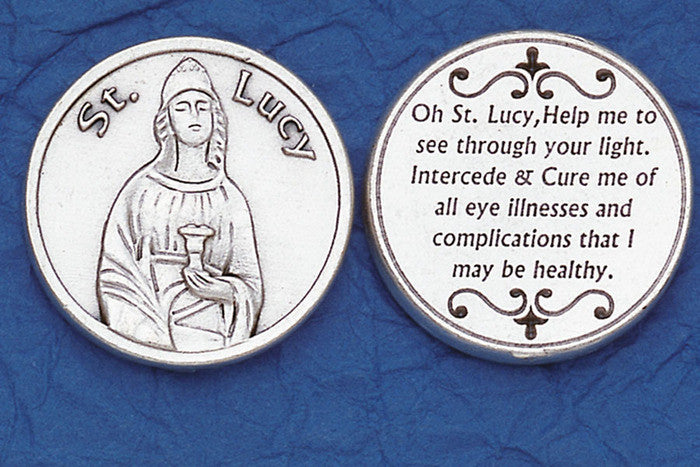 St. Lucy
Oh St. Lucy,Help me to
see through your light.
Intercede & Cure me of
all eye illnesses and
complications that I
may be healthy.